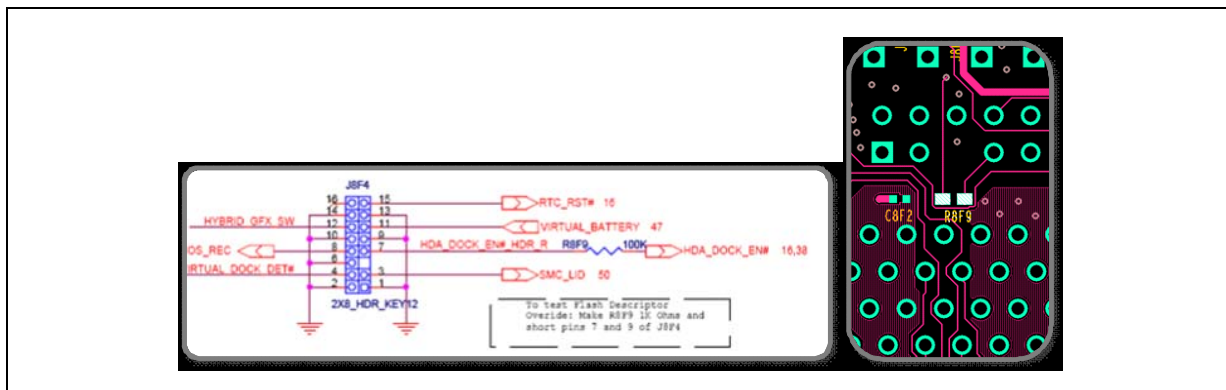 J8F4
16 15 RTC_RST# 16
14 13
HYBRID_GFX_SW 12 11 VIRTUAL_BATTERY 47
10 9
OS_REC 8 7 HDA_DOCK_EN#_HDR_R R8F9 100K HDA_DOCK_EN# 16,38
6
IRTUAL_DOCK_DET# 4 3 SMC_LID 50
2 1
2X8_HDR_KEY12
To test Flash Descriptor
Overide: Make R8F9 1K Ohms and
short pins 7 and 9 of J8F4
C8F2 R8F9